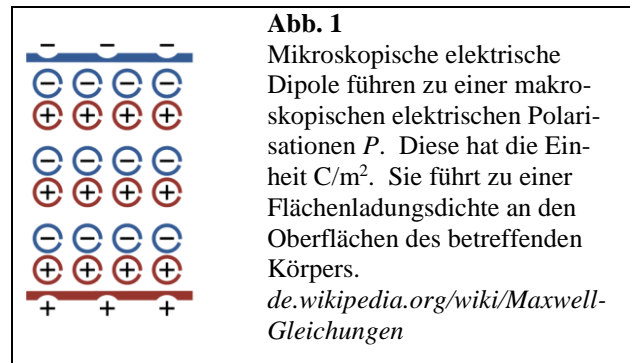 − − −
− − − −
+ + + +
− − − −
+ + + +
− − − −
+ + + +
+ + +
Abb. 1
Mikroskopische elektrische
Dipole führen zu einer makro-
skopischen elektrischen Polari-
sationen P. Diese hat die Ein-
heit C/m². Sie führt zu einer
Flächenladungsdichte an den
Oberflächen des betreffenden
Körpers.
de.wikipedia.org/wiki/Maxwell-
Gleichungen